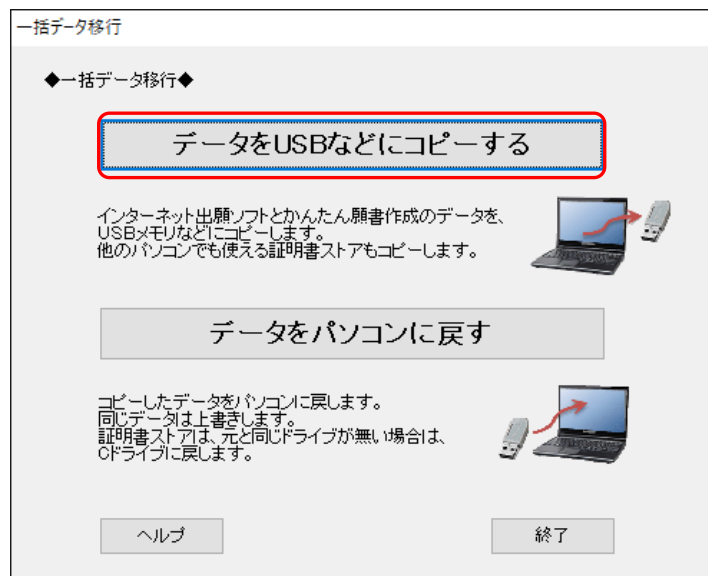 一括データ移行
◆一括データ移行◆
データをUSBなどにコピーする
インターネット出願ソフトとかんたん願書作成のデータを、
USBメモリなどにコピーします。
他のパソコンでも使える証明書ストアもコピーします。
データをパソコンに戻す
コピーしたデータをパソコンに戻します。
同じデータは上書きします。
証明書ストアは、元と同じドライブが無い場合は、
Cドライブに戻します。
ヘルプ
終了